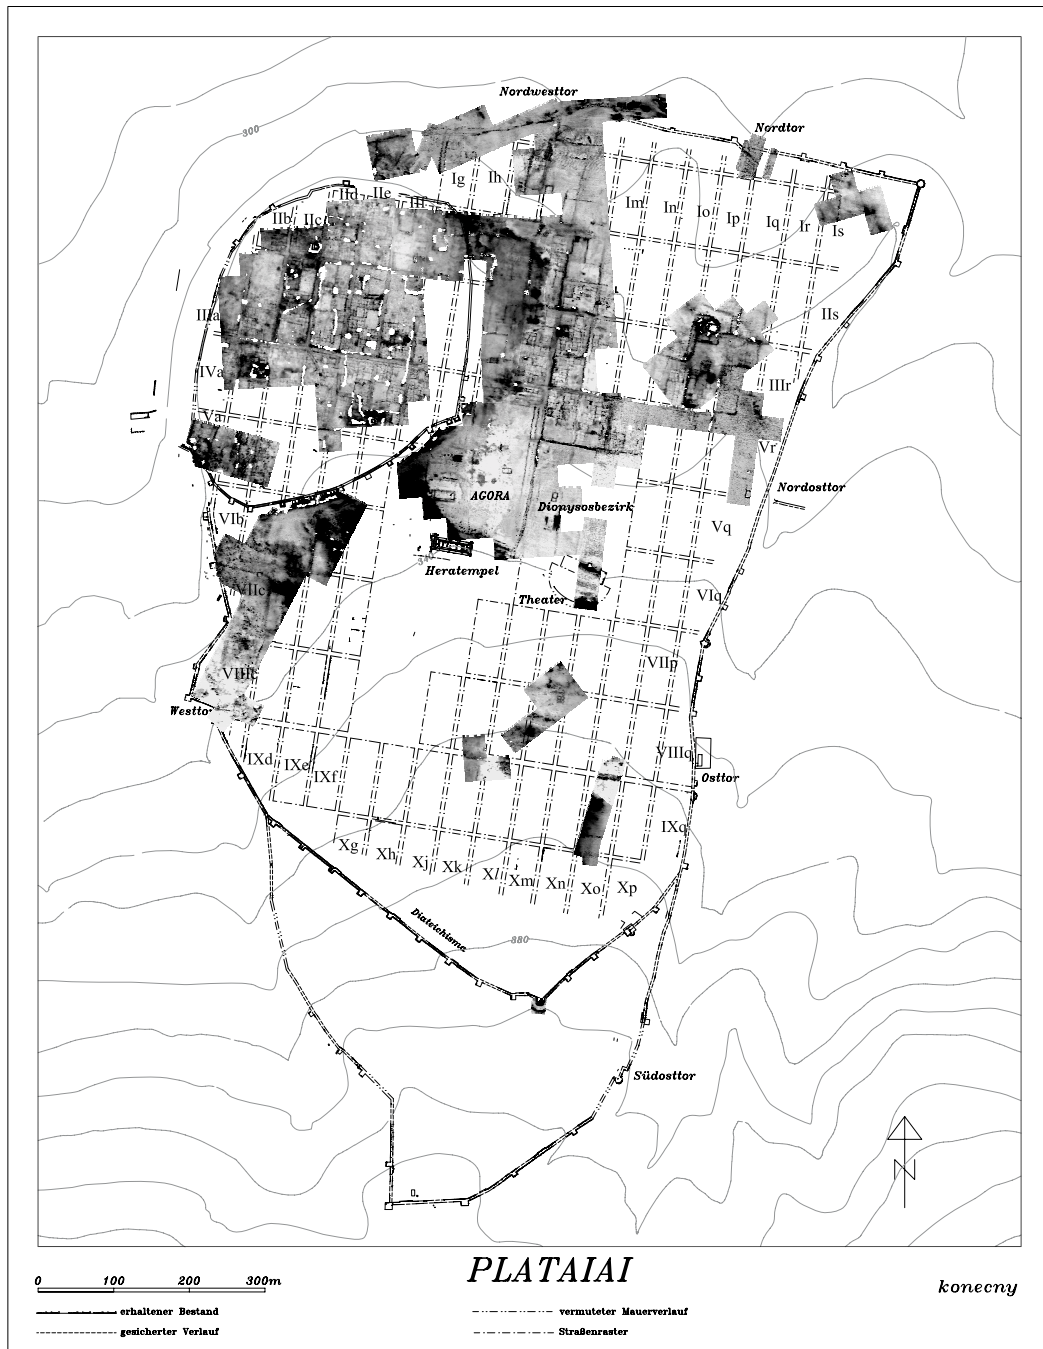 Nordwesttor
300
Nordtor
Ig
Ih
IId
IIe
IIf
Im
In
Io
Ip
Iq
Ir
Is
IIb
IIc
IIIa
IIs
IVa
IIIr
Va
Vr
Nordosttor
AGORA
Dionysosbezirk
VIb
Vq
340
Heratempel
VIIc
Theater
VIq
VIIp
VIIIc
Westtor
VIIIq
IXd
IXe
IXf
Osttor
IXq
Xg
Xh
Xj
Xk
Xl
Xm
Xn
Xo
Xp
Diateichisma
380
Südosttor
N
PLATAIAI
0 100 200 300m
konecny
erhaltener Bestand
vermuteter Mauerverlauf
gesicherter Verlauf
Straßenraster